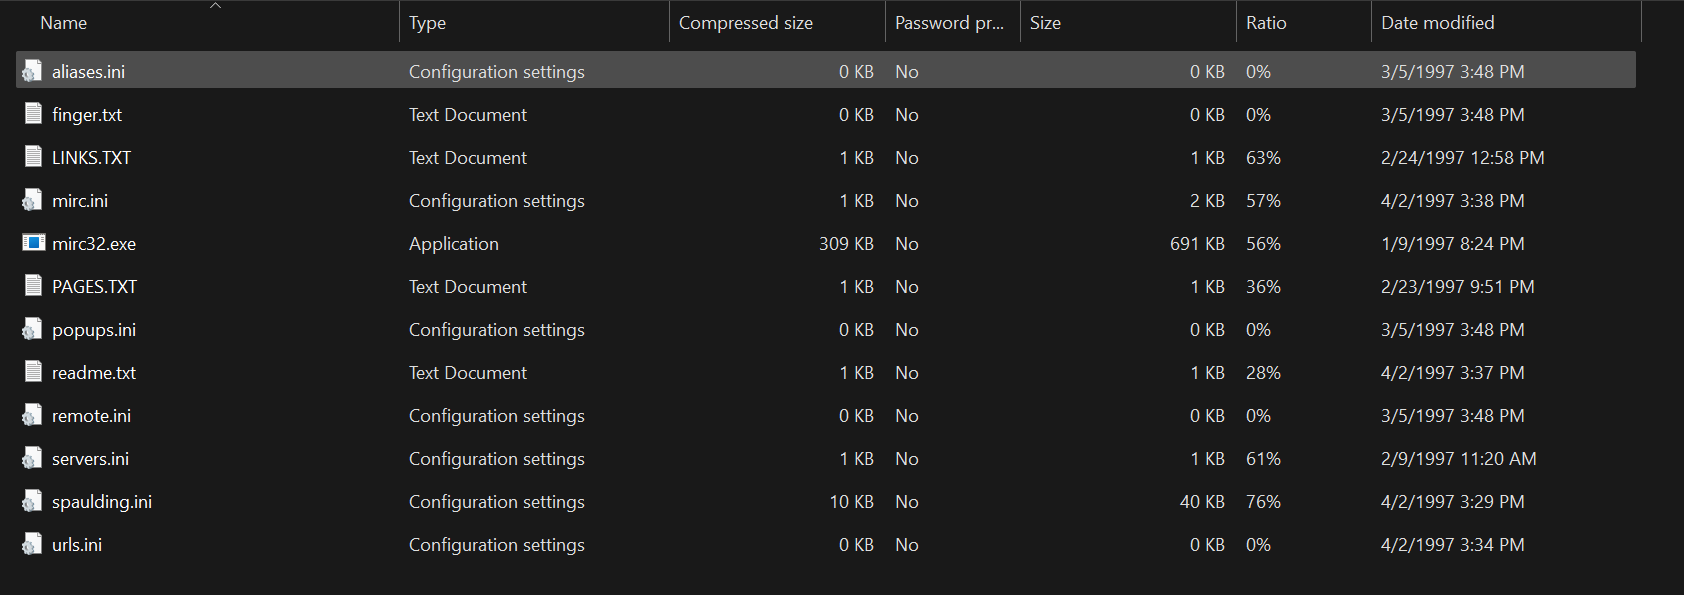 Name Type Compressed size Password pr... Size Ratio Date modified
aliases.ini Configuration settings 0 KB No 0 KB 0% 3/5/1997 3:48 PM
finger.txt Text Document 0 KB No 0 KB 0% 3/5/1997 3:48 PM
LINKS.TXT Text Document 1 KB No 1 KB 63% 2/24/1997 12:58 PM
mirc.ini Configuration settings 1 KB No 2 KB 57% 4/2/1997 3:38 PM
mirc32.exe Application 309 KB No 691 KB 56% 1/9/1997 8:24 PM
PAGES.TXT Text Document 1 KB No 1 KB 36% 2/23/1997 9:51 PM
popups.ini Configuration settings 0 KB No 0 KB 0% 3/5/1997 3:48 PM
readme.txt Text Document 1 KB No 1 KB 28% 4/2/1997 3:37 PM
remote.ini Configuration settings 0 KB No 0 KB 0% 3/5/1997 3:48 PM
servers.ini Configuration settings 1 KB No 1 KB 61% 2/9/1997 11:20 AM
spaulding.ini Configuration settings 10 KB No 40 KB 76% 4/2/1997 3:29 PM
urls.ini Configuration settings 0 KB No 0 KB 0% 4/2/1997 3:34 PM